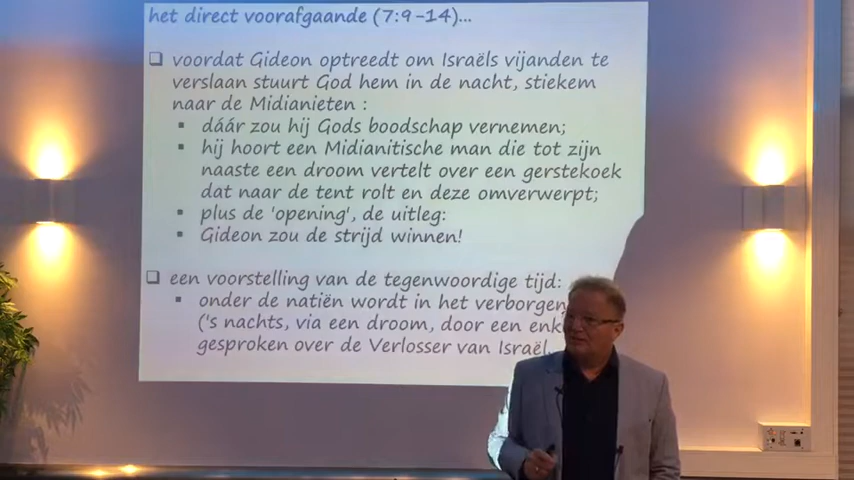 het direct voorafgaande (7:9-14)...
❑ voordat Gideon optreedt om Israëls vijanden te
verslaan stuurt God hem in de nacht, stiekem
naar de Midianieten :
▪ dáár zou hij Gods boodschap vernemen;
▪ hij hoort een Midianitische man die tot zijn
naaste een droom vertelt over een gerstekoek
dat naar de tent rolt en deze omverwerpt;
▪ plus de 'opening', de uitleg:
▪ Gideon zou de strijd winnen!
❑ een voorstelling van de tegenwoordige tijd:
▪ onder de natiën wordt in het verborgen
('s nachts, via een droom, door een
gesproken over de Verlosser van Israël